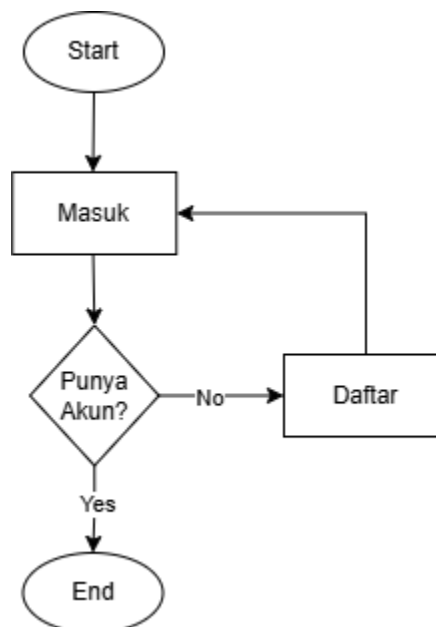 Start
Masuk
Punya
Akun?
No
Daftar
Yes
End